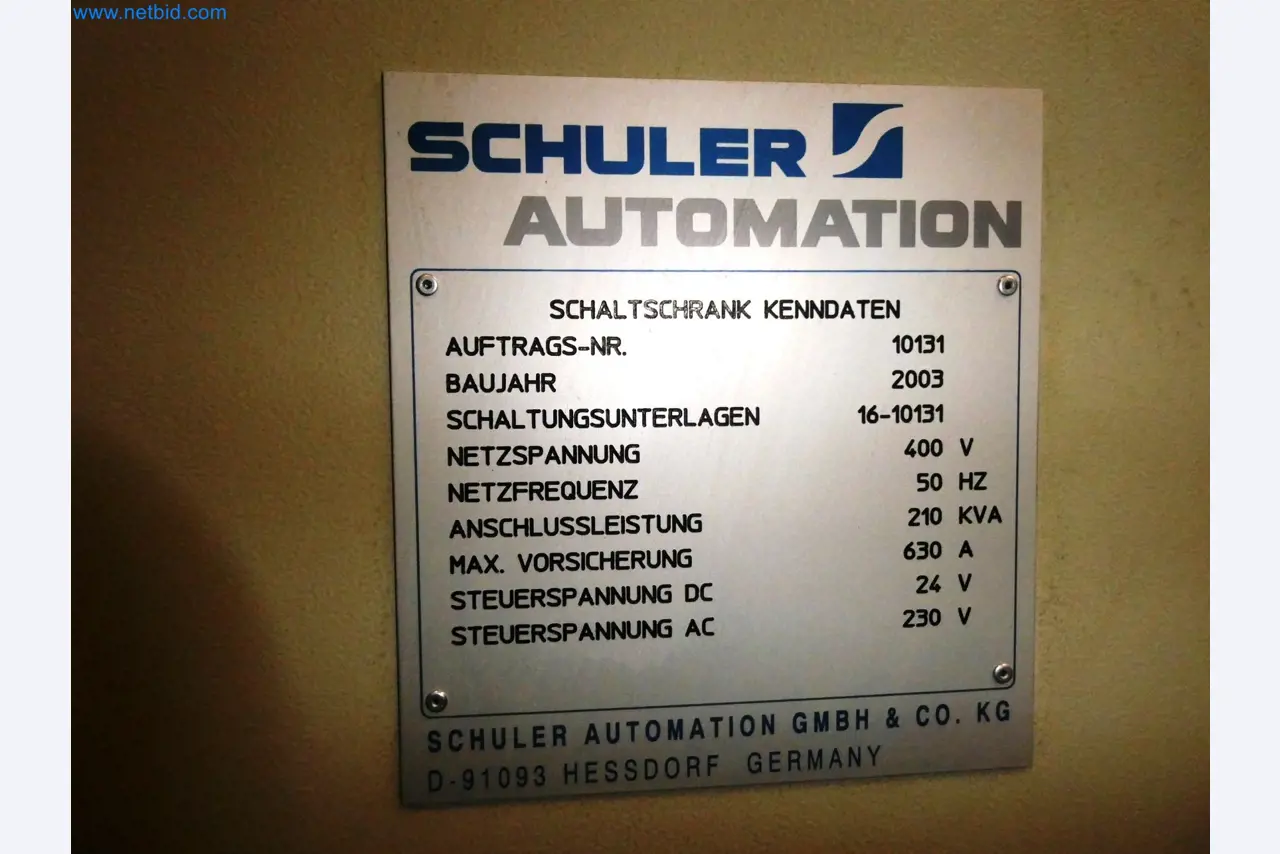 www.netbid.com
SCHULER
AUTOMATION
SCHALTSCHRANK KENNDATEN
AUFTRAGS-NR. 10131
BAUJAHR 2003
SCHALTUNGSUNTERLAGEN 16-10131
NETZSPANNUNG 400 V
NETZFREQUENZ 50 HZ
ANSCHLUSSLEISTUNG 210 KVA
MAX. VORSICHERUNG 630 A
STEUERSPANNUNG DC 24 V
STEUERSPANNUNG AC 230 V
SCHULER AUTOMATION GMBH & CO. KG
D-91093 HESSDORF GERMANY